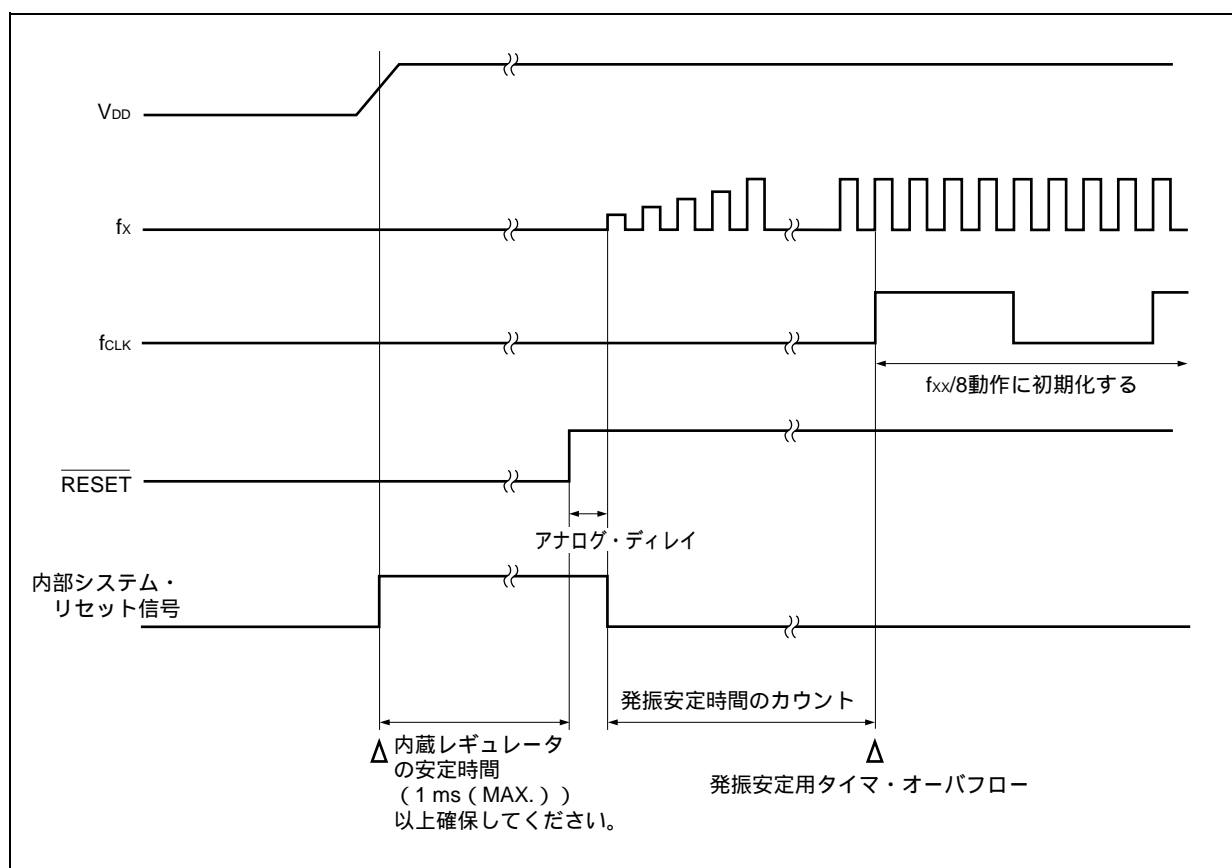 VDD
fX
fCLK
fXX/8動作に初期化する
RESET
アナログ・ディレイ
内部システム・
リセット信号
発振安定時間のカウント
内蔵レギュレータ
の安定時間
（1 ms（MAX.））
以上確保してください。
発振安定用タイマ・オーバフロー